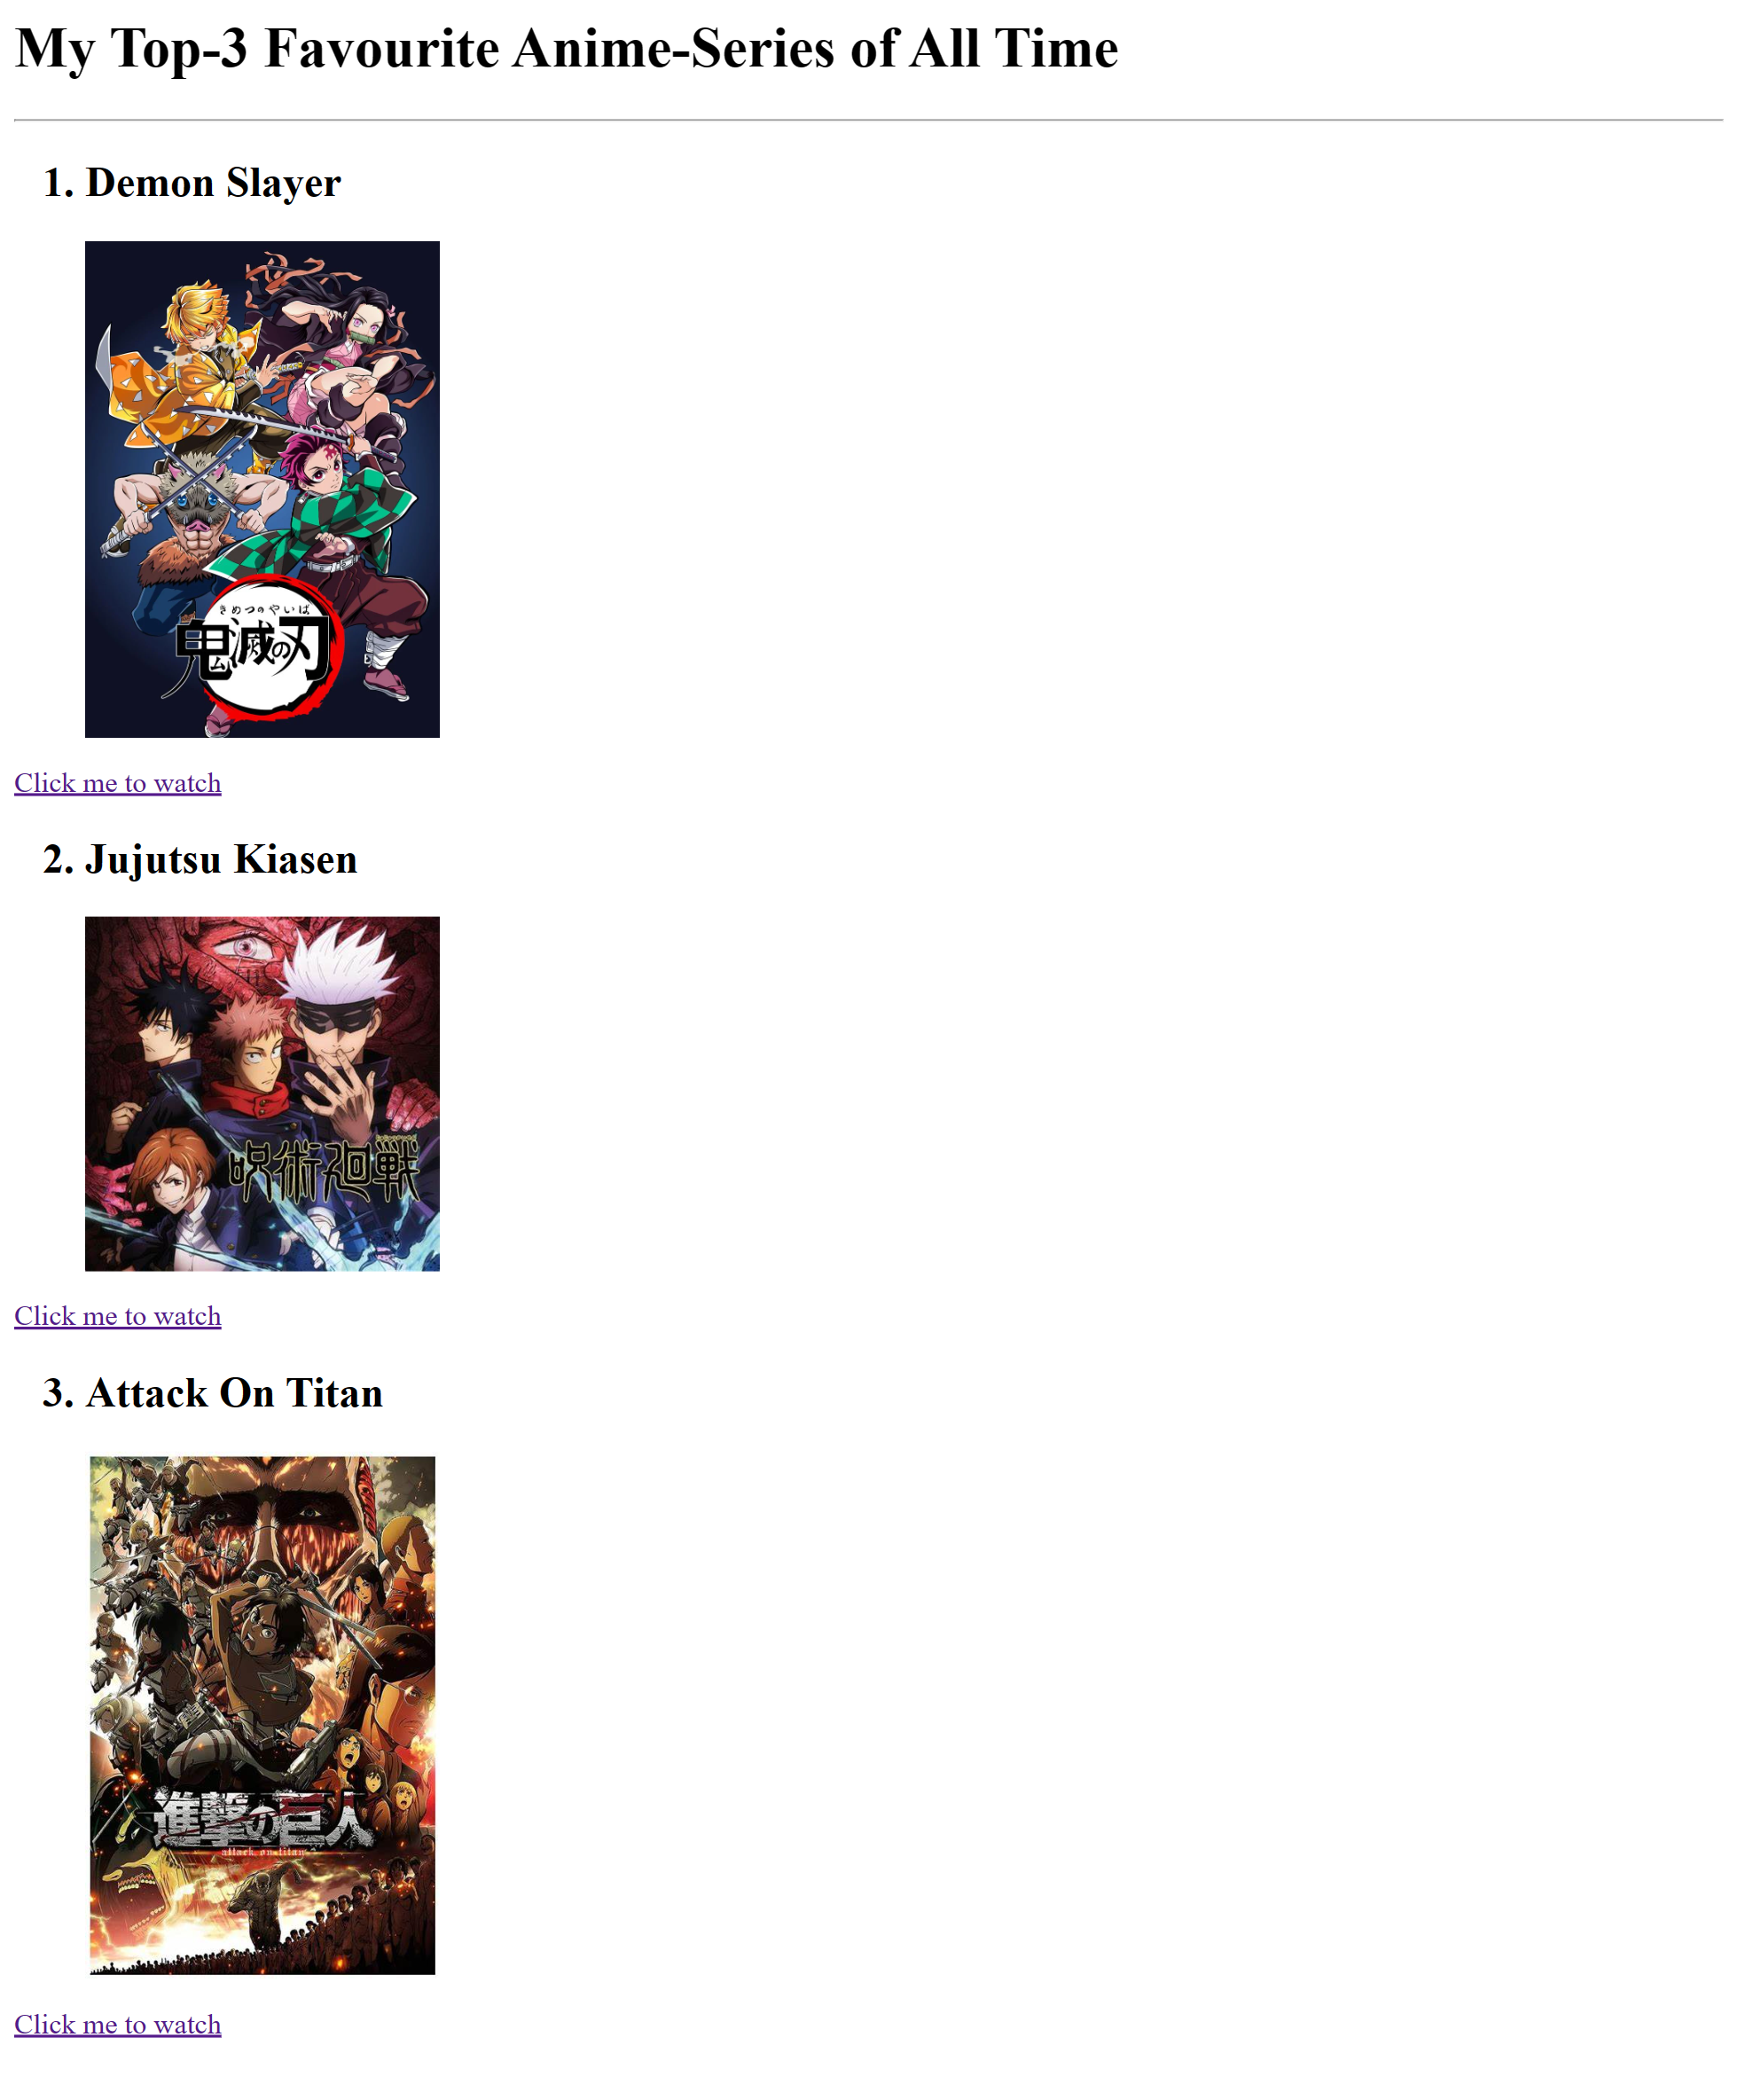 My Top-3 Favourite Anime-Series of All Time
1. Demon Slayer
きめつのやいば
鬼滅の刃
Click me to watch
2. Jujutsu Kiasen
呪術廻戦
Click me to watch
3. Attack On Titan
進撃の巨人
attack on titan
Click me to watch